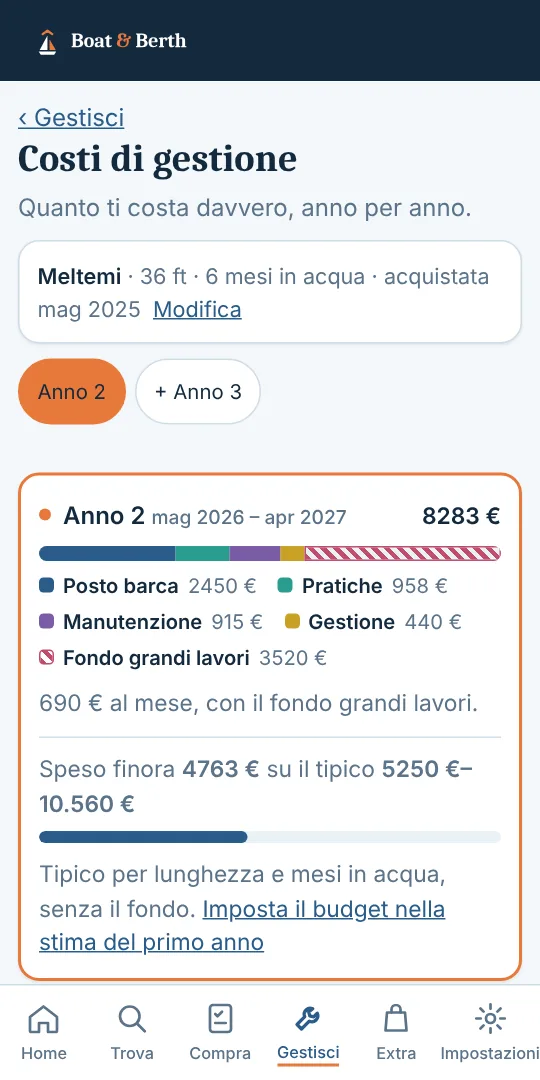 Boat & Berth
‹ Gestisci
Costi di gestione
Quanto ti costa davvero, anno per anno.
Meltemi · 36 ft · 6 mesi in acqua · acquistata
mag 2025 Modifica
Anno 2 + Anno 3
Anno 2 mag 2026 – apr 2027 8283 €
Posto barca 2450 € Pratiche 958 €
Manutenzione 915 € Gestione 440 €
Fondo grandi lavori 3520 €
690 € al mese, con il fondo grandi lavori.
Speso finora 4763 € su il tipico 5250 €–
10.560 €
Tipico per lunghezza e mesi in acqua,
senza il fondo. Imposta il budget nella
stima del primo anno
Home Trova Compra Gestisci Extra Impostazioni